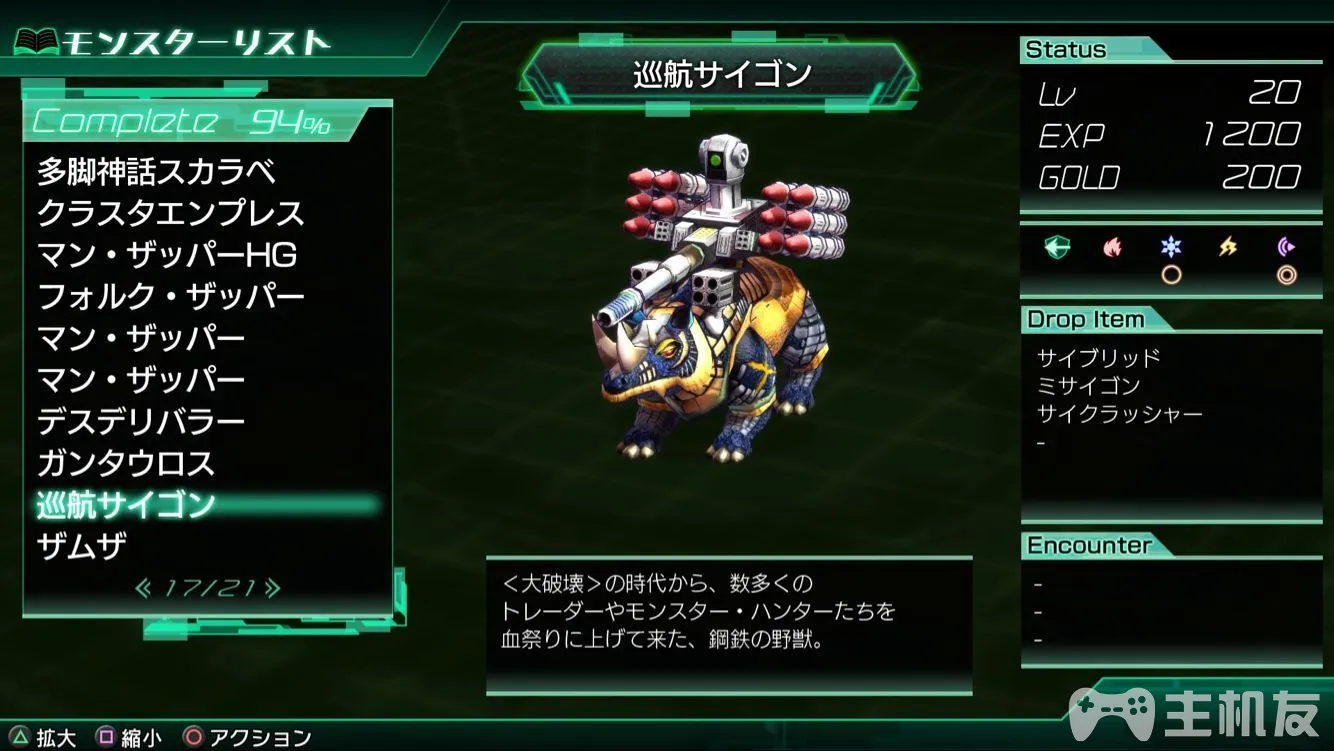 モンスターリスト
Complete 94%
多脚神話スカラベ
クラスタエンプレス
マン・ザッパーHG
フォルク・ザッパー
マン・ザッパー
マン・ザッパー
デスデリバラー
ガンタウロス
巡航サイゴン
ザムザ
≪ 17/21 ≫
巡航サイゴン
<大破壊>の時代から、数多くの
トレーダーやモンスター・ハンターたちを
血祭りに上げて来た、鋼鉄の野獣。
Status
Lv 20
EXP 1200
GOLD 200
Drop Item
サイブリッド
ミサイゴン
サイクラッシャー
-
Encounter
-
-
-
拡大 縮小 アクション
主机友